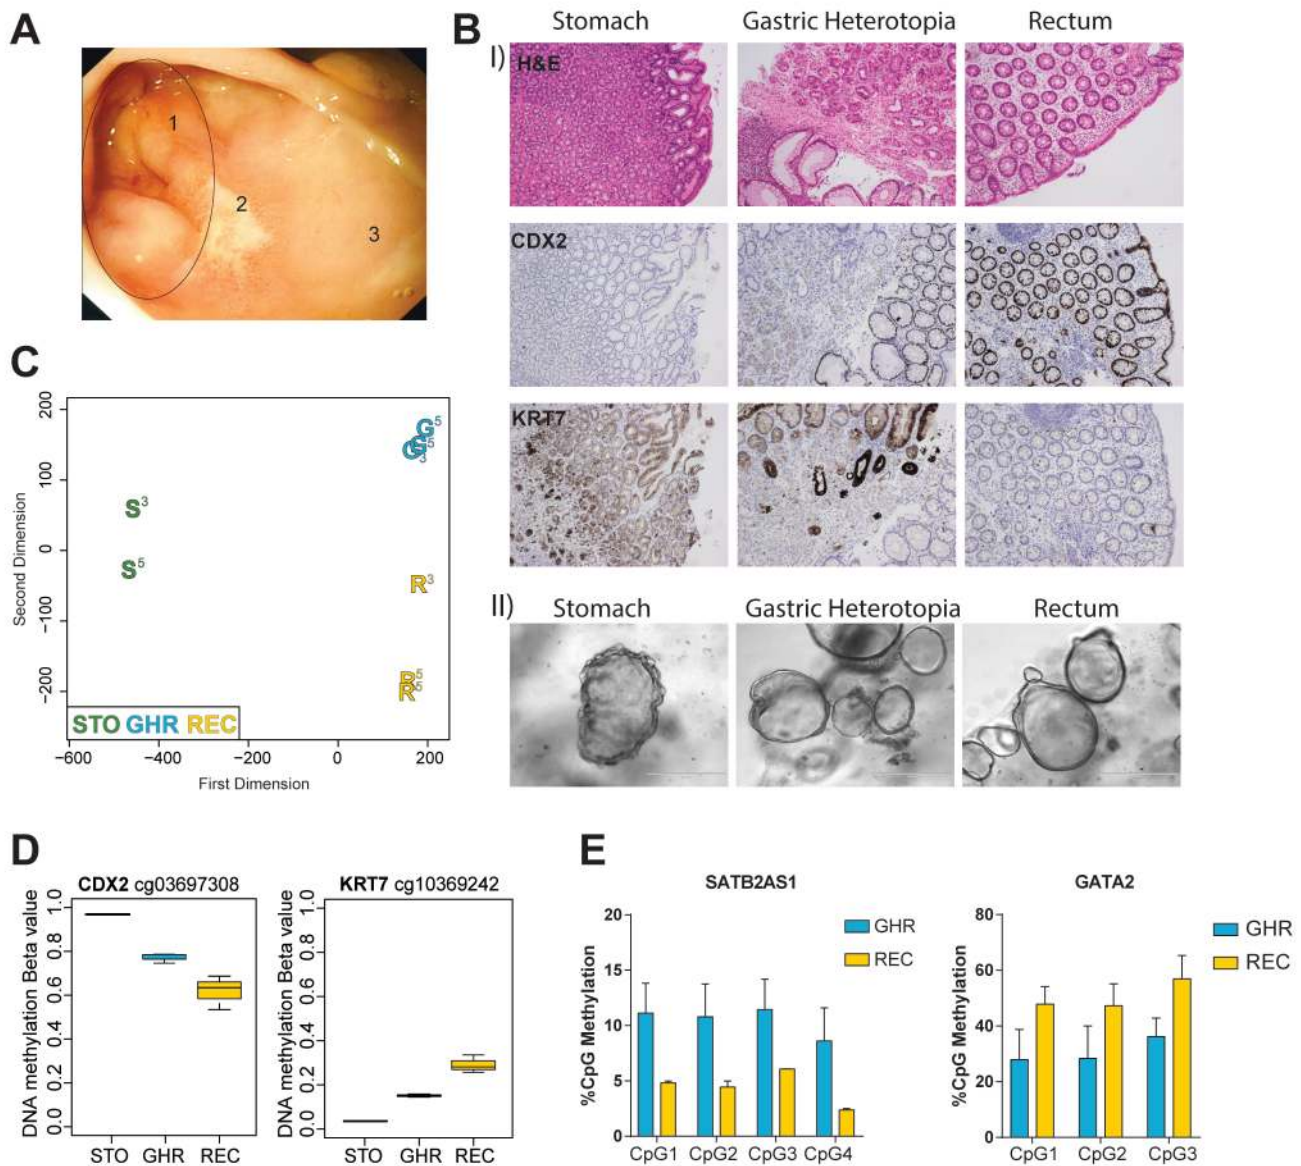 A
1
2
3
B
Stomach Gastric Heterotopia Rectum
I)
H&E
CDX2
KRT7
II)
Stomach Gastric Heterotopia Rectum
C
Second Dimension
200
100
0
−100
−200
G5
G5
G3
S3
S5
R3
R5
R5
STO GHR REC
−600 −400 −200 0 200
First Dimension
D
CDX2 cg03697308
DNA methylation Beta value
1.0
0.8
0.6
0.4
0.2
0.0
STO GHR REC
KRT7 cg10369242
DNA methylation Beta value
1.0
0.8
0.6
0.4
0.2
0.0
STO GHR REC
E
SATB2AS1
%CpG Methylation
20
15
10
5
0
CpG1 CpG2 CpG3 CpG4
GHR
REC
GATA2
%CpG Methylation
80
60
40
20
0
CpG1 CpG2 CpG3
GHR
REC